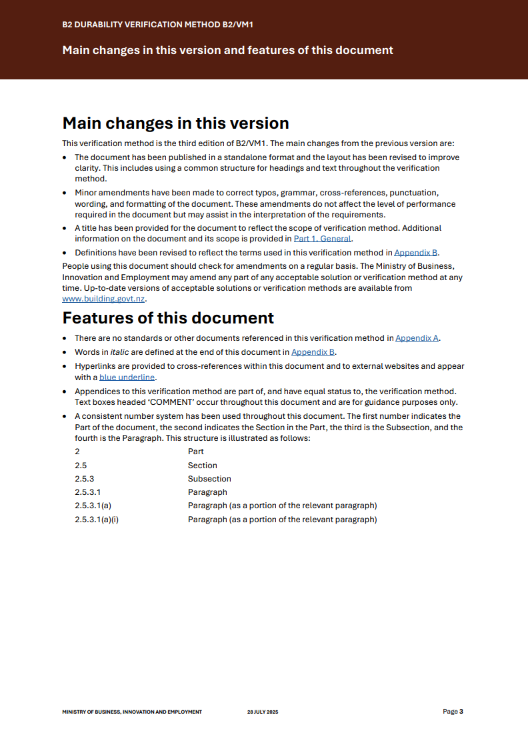 B2 DURABILITY VERIFICATION METHOD B2/VM1
Main changes in this version and features of this document
Main changes in this version
This verification method is the third edition of B2/VM1. The main changes from the previous version are:
• The document has been published in a standalone format and the layout has been revised to improve
clarity. This includes using a common structure for headings and text throughout the verification
method.
• Minor amendments have been made to correct typos, grammar, cross-references, punctuation,
wording, and formatting of the document. These amendments do not affect the level of performance
required in the document but may assist in the interpretation of the requirements.
• A title has been provided for the document to reflect the scope of verification method. Additional
information on the document and its scope is provided in Part 1. General.
• Definitions have been revised to reflect the terms used in this verification method in Appendix B.
People using this document should check for amendments on a regular basis. The Ministry of Business,
Innovation and Employment may amend any part of any acceptable solution or verification method at any
time. Up-to-date versions of acceptable solutions or verification methods are available from
www.building.govt.nz.
Features of this document
• There are no standards or other documents referenced in this verification method in Appendix A.
• Words in italic are defined at the end of this document in Appendix B.
• Hyperlinks are provided to cross-references within this document and to external websites and appear
with a blue underline.
• Appendices to this verification method are part of, and have equal status to, the verification method.
Text boxes headed ‘COMMENT’ occur throughout this document and are for guidance purposes only.
• A consistent number system has been used throughout this document. The first number indicates the
Part of the document, the second indicates the Section in the Part, the third is the Subsection, and the
fourth is the Paragraph. This structure is illustrated as follows:
2 Part
2.5 Section
2.5.3 Subsection
2.5.3.1 Paragraph
2.5.3.1(a) Paragraph (as a portion of the relevant paragraph)
2.5.3.1(a)(i) Paragraph (as a portion of the relevant paragraph)
MINISTRY OF BUSINESS, INNOVATION AND EMPLOYMENT 28 JULY 2025 Page 3